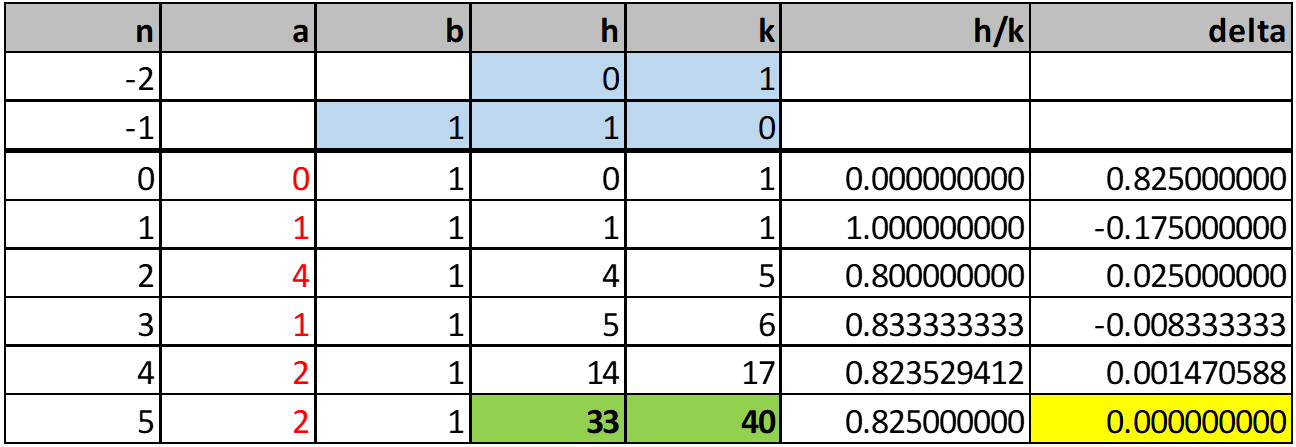 n a b h k h/k delta
-2 0 1
-1 1 1 0
0 0 1 0 1 0.000000000 0.825000000
1 1 1 1 1 1.000000000 -0.175000000
2 4 1 4 5 0.800000000 0.025000000
3 1 1 5 6 0.833333333 -0.008333333
4 2 1 14 17 0.823529412 0.001470588
5 2 1 33 40 0.825000000 0.000000000